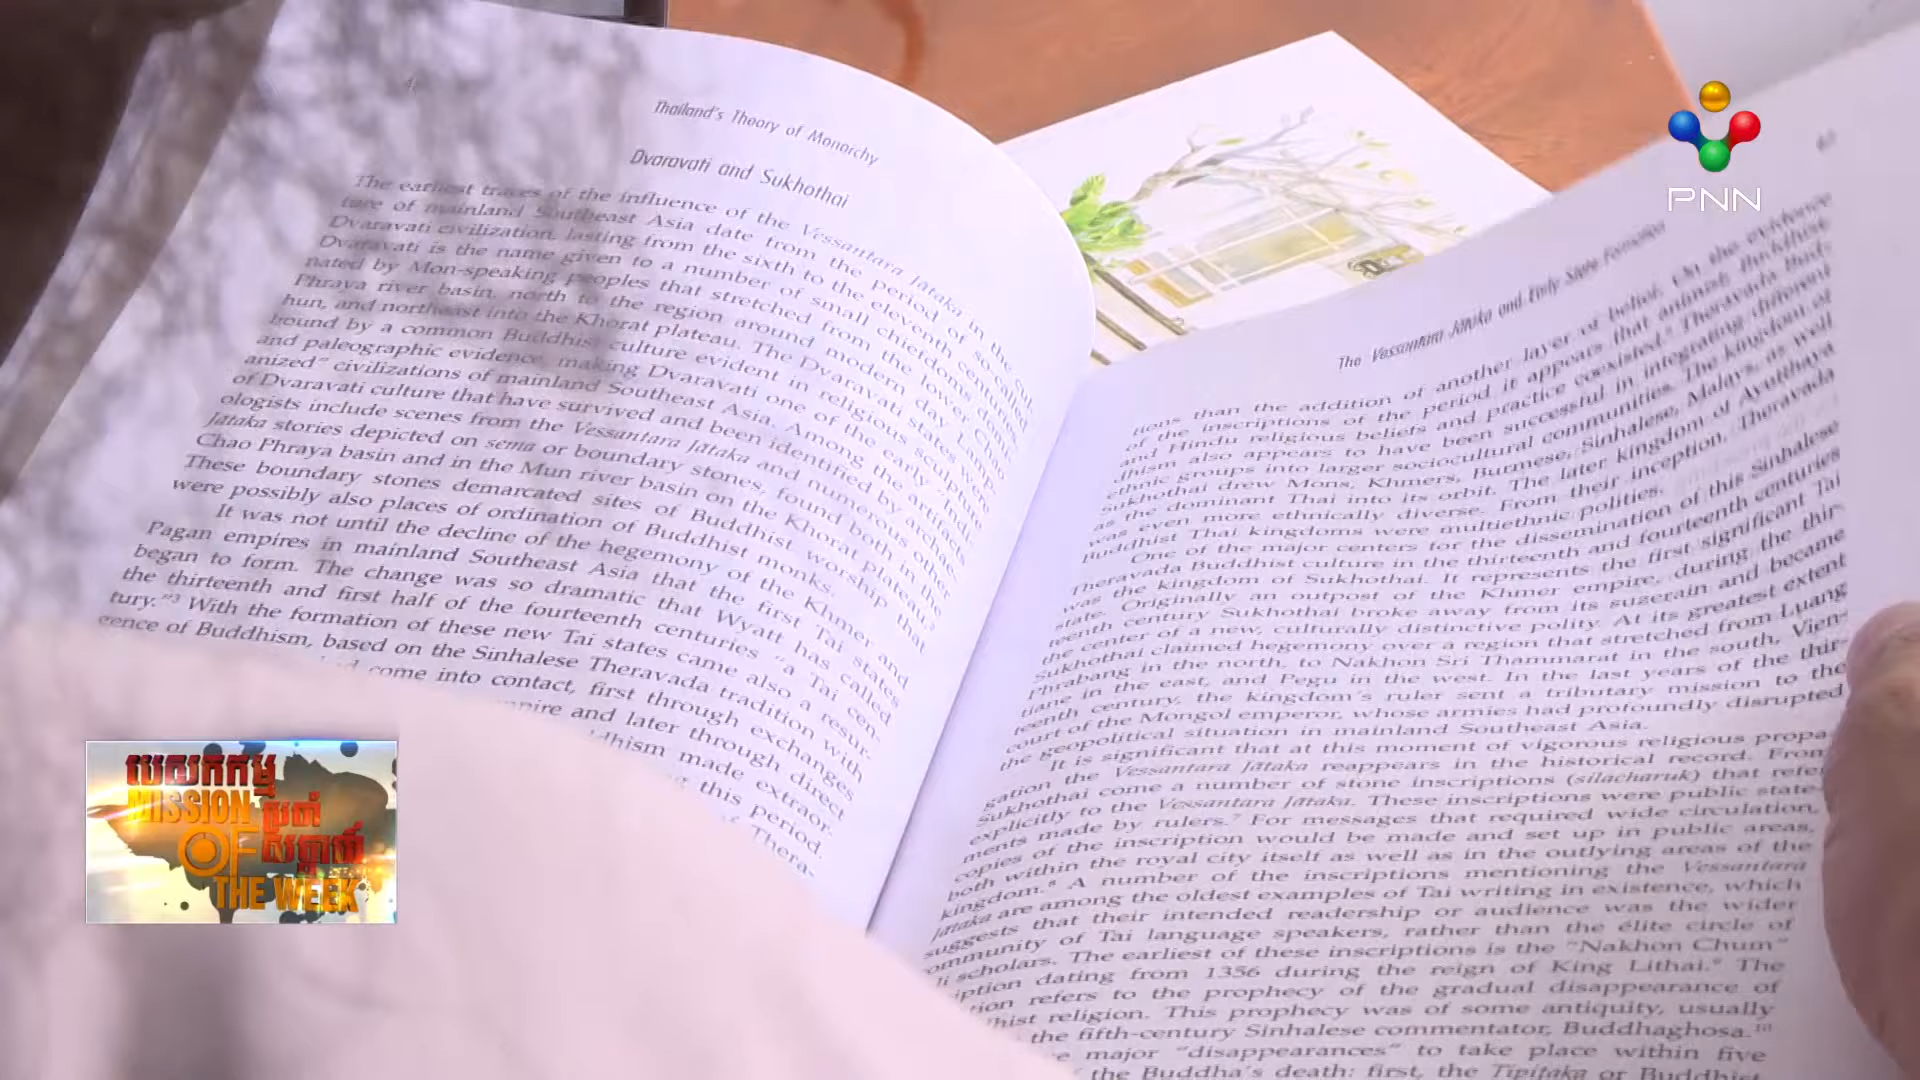 Thailand's Theory of Monarchy
Dvaravati and Sukhothai
The earliest traces of the influence of the Vessantara Jātaka in the cul-
ture of mainland Southeast Asia date from the period of so-called
Dvaravati civilization, lasting from the sixth to the eleventh centuries.
Dvaravati is the name given to a number of small chiefdoms domi-
nated by Mon-speaking peoples that stretched from the lower Chao
Phraya river basin, north to the region around modern day Lamp-
hun, and northeast into the Khorat plateau. The Dvaravati states were
bound by a common Buddhist culture evident in religious sculpture
and paleographic evidence, making Dvaravati one of the early "Indi-
anized" civilizations of mainland Southeast Asia. Among the artifacts
of Dvaravati culture that have survived and been identified by archae-
ologists include scenes from the Vessantara Jātaka and numerous other
Jātaka stories depicted on sema or boundary stones, found both in the
Chao Phraya basin and in the Mun river basin on the Khorat plateau.
These boundary stones demarcated sites of Buddhist worship that
were possibly also places of ordination of Buddhist monks.
It was not until the decline of the hegemony of the Khmer and
Pagan empires in mainland Southeast Asia that the first Tai states
began to form. The change was so dramatic that Wyatt has called
the thirteenth and first half of the fourteenth centuries "a Tai cen-
tury."³ With the formation of these new Tai states came also a resur-
gence of Buddhism, based on the Sinhalese Theravada tradition with
come into contact, first through exchanges
empire and later through direct
Buddhism made extraor-
this period.
Thera-
The Vessantara Jātaka and Early State Formation
tions than the addition of another layer of belief. On the evidence
of the inscriptions of the period it appears that animist, Buddhist
and Hindu religious beliefs and practice coexisted. Theravada Bud-
dhism also appears to have been successful in integrating different
ethnic groups into larger sociocultural communities. The kingdom of
Sukhothai drew Mons, Khmers, Burmese, Sinhalese, Malays, as well
as the dominant Thai into its orbit. The later kingdom of Ayutthaya
was even more ethnically diverse. From their inception, Theravada
Buddhist Thai kingdoms were multiethnic polities.
One of the major centers for the dissemination of this Sinhalese
Theravada Buddhist culture in the thirteenth and fourteenth centuries
was the kingdom of Sukhothai. It represents the first significant Tai
state. Originally an outpost of the Khmer empire, during the thir-
teenth century Sukhothai broke away from its suzerain and became
the center of a new, culturally distinctive polity. At its greatest extent
Sukhothai claimed hegemony over a region that stretched from Luang
Phrabang in the north, to Nakhon Sri Thammarat in the south, Vien-
tiane in the east, and Pegu in the west. In the last years of the thir-
teenth century, the kingdom's ruler sent a tributary mission to the
court of the Mongol emperor, whose armies had profoundly disrupted
the geopolitical situation in mainland Southeast Asia.
It is significant that at this moment of vigorous religious propa-
gation the Vessantara Jātaka reappears in the historical record. From
Sukhothai come a number of stone inscriptions (silacharuk) that refer
explicitly to the Vessantara Jātaka. These inscriptions were public state-
ments made by rulers.⁷ For messages that required wide circulation,
copies of the inscription would be made and set up in public areas,
both within the royal city itself as well as in the outlying areas of the
kingdom.⁸ A number of the inscriptions mentioning the Vessantara
Jātaka are among the oldest examples of Tai writing in existence, which
suggests that their intended readership or audience was the wider
community of Tai language speakers, rather than the élite circle of
scholars. The earliest of these inscriptions is the "Nakhon Chum"
dating from 1356 during the reign of King Lithai.⁹ The
refers to the prophecy of the gradual disappearance of
religion. This prophecy was of some antiquity, usually
the fifth-century Sinhalese commentator, Buddhaghosa.¹⁰
major "disappearances" to take place within five
the Buddha's death: first, the Tipiṭaka or Buddhist
PNN
បេសកកម្ម
MISSION ប្រចាំ
OF សប្តាហ៍
THE WEEK